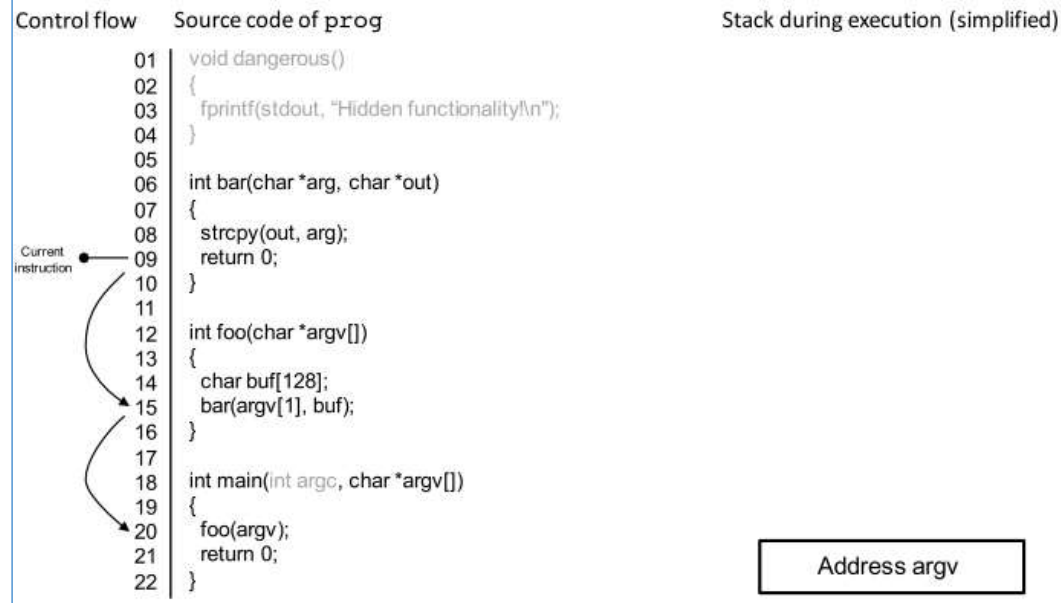 Control flow Source code of prog Stack during execution (simplified)
01 void dangerous()
02 {
03 fprintf(stdout, “Hidden functionality!\n");
04 }
05
06 int bar(char *arg, char *out)
07 {
08 strcpy(out, arg);
Current
instruction
09 return 0;
10 }
11
12 int foo(char *argv[])
13 {
14 char buf[128];
15 bar(argv[1], buf);
16 }
17
18 int main(int argc, char *argv[])
19 {
20 foo(argv);
21 return 0;
22 }
Address argv